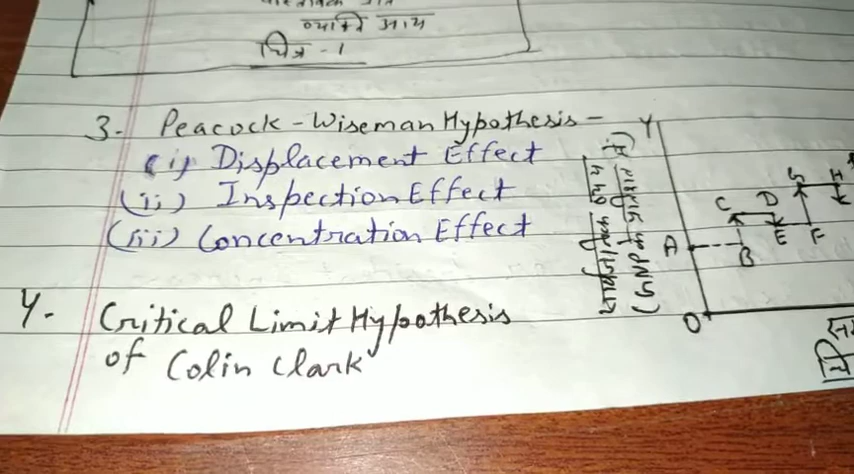 व्यक्ति आय
चित्र - 1
3. Peacock - Wiseman Hypothesis -
(i) Displacement Effect
(ii) Inspection Effect
(iii) Concentration Effect
4. Critical Limit Hypothesis
of Colin Clark
Y
C D G H
A B E F
O